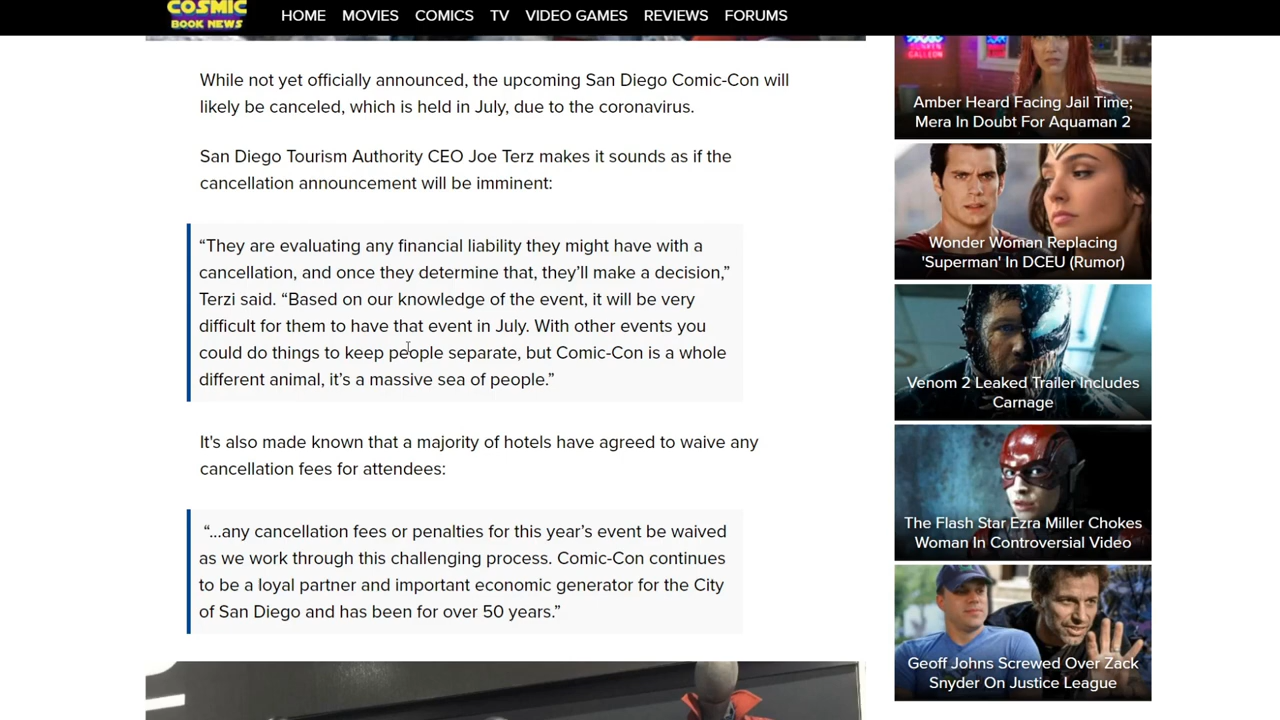 COSMIC
BOOK NEWS
HOME
MOVIES
COMICS
TV
VIDEO GAMES
REVIEWS
FORUMS
While not yet officially announced, the upcoming San Diego Comic-Con will
likely be canceled, which is held in July, due to the coronavirus.
San Diego Tourism Authority CEO Joe Terz makes it sounds as if the
cancellation announcement will be imminent:
“They are evaluating any financial liability they might have with a
cancellation, and once they determine that, they’ll make a decision,”
Terzi said. “Based on our knowledge of the event, it will be very
difficult for them to have that event in July. With other events you
could do things to keep people separate, but Comic-Con is a whole
different animal, it’s a massive sea of people.”
It's also made known that a majority of hotels have agreed to waive any
cancellation fees for attendees:
“...any cancellation fees or penalties for this year’s event be waived
as we work through this challenging process. Comic-Con continues
to be a loyal partner and important economic generator for the City
of San Diego and has been for over 50 years.”
Amber Heard Facing Jail Time;
Mera In Doubt For Aquaman 2
Wonder Woman Replacing
'Superman' In DCEU (Rumor)
Venom 2 Leaked Trailer Includes
Carnage
The Flash Star Ezra Miller Chokes
Woman In Controversial Video
Geoff Johns Screwed Over Zack
Snyder On Justice League